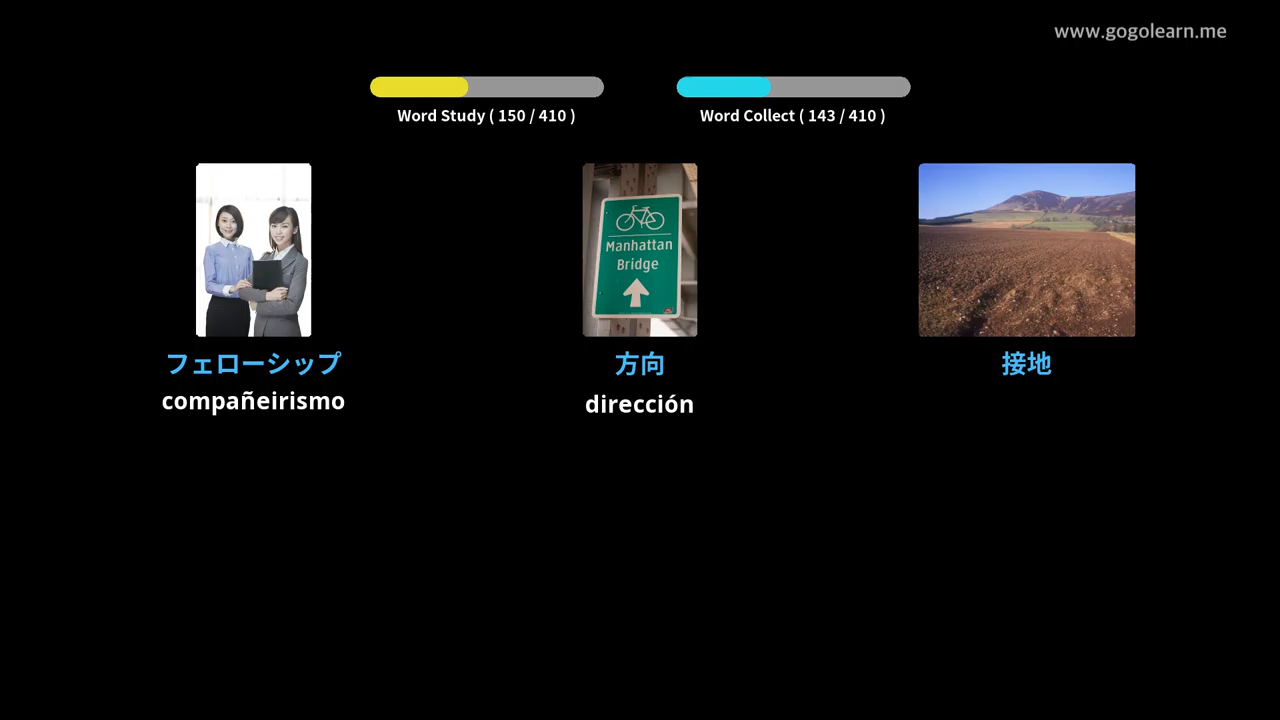 www.gogolearn.me
Word Study ( 150 / 410 )
Word Collect ( 143 / 410 )
Manhattan
Bridge
フェローシップ
方向
接地
compañeirismo
dirección